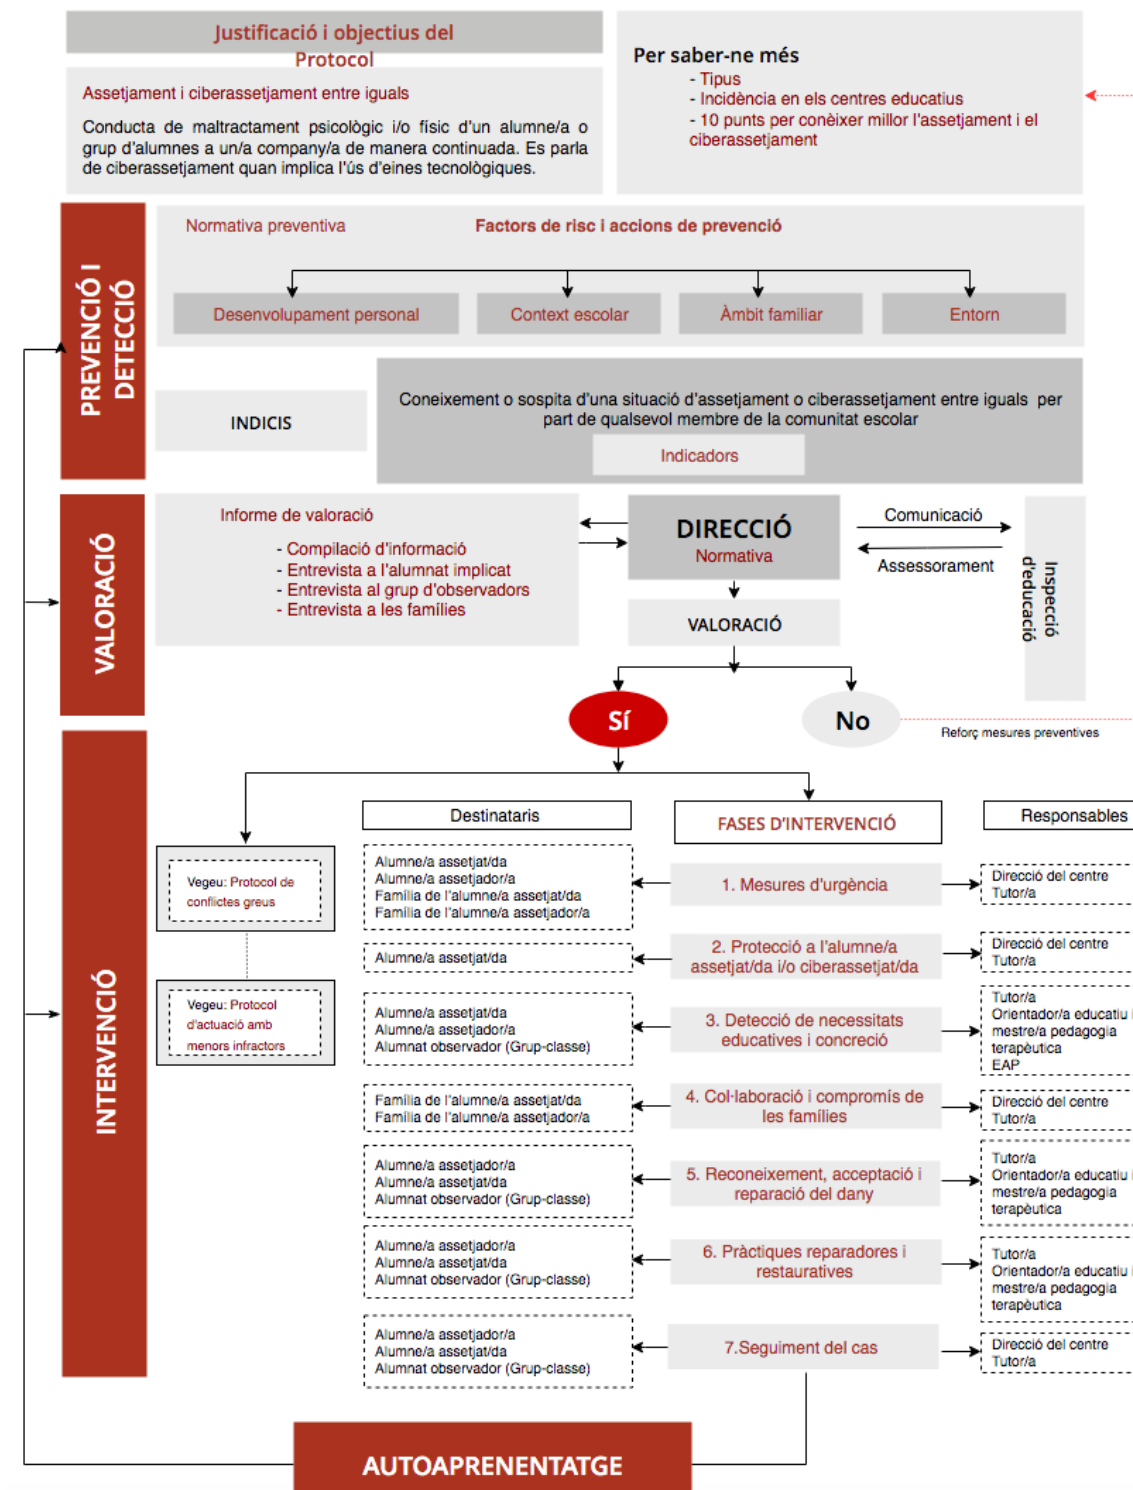 Justificació i objectius del
Protocol
Assetjament i ciberassetjament entre iguals
Conducta de maltractament psicològic i/o físic d'un alumne/a o
grup d'alumnes a un/a company/a de manera continuada. Es parla
de ciberassetjament quan implica l'ús d'eines tecnològiques.
Per saber-ne més
- Tipus
- Incidència en els centres educatius
- 10 punts per conèixer millor l'assetjament i el
ciberassetjament
PREVENCIÓ I
DETECCIÓ
Normativa preventiva
Factors de risc i accions de prevenció
Desenvolupament personal
Context escolar
Àmbit familiar
Entorn
INDICIS
Coneixement o sospita d'una situació d'assetjament o ciberassetjament entre iguals per
part de qualsevol membre de la comunitat escolar
Indicadors
VALORACIÓ
Informe de valoració
- Compilació d'informació
- Entrevista a l'alumnat implicat
- Entrevista al grup d'observadors
- Entrevista a les famílies
DIRECCIÓ
Normativa
Comunicació
Assessorament
Inspecció
d'educació
VALORACIÓ
Sí
No
Reforç mesures preventives
INTERVENCIÓ
Destinataris
FASES D'INTERVENCIÓ
Responsables
Vegeu: Protocol de
conflictes greus
Vegeu: Protocol
d'actuació amb
menors infractors
Alumne/a assetjat/da
Alumne/a assetjador/a
Família de l'alumne/a assetjat/da
Família de l'alumne/a assetjador/a
1. Mesures d'urgència
Direcció del centre
Tutor/a
Alumne/a assetjat/da
2. Protecció a l'alumne/a
assetjat/da i/o ciberassetjat/da
Direcció del centre
Tutor/a
Alumne/a assetjat/da
Alumne/a assetjador/a
Alumnat observador (Grup-classe)
3. Detecció de necessitats
educatives i concreció
Tutor/a
Orientador/a educatiu i
mestre/a pedagogia
terapèutica
EAP
Família de l'alumne/a assetjat/da
Família de l'alumne/a assetjador/a
4. Col·laboració i compromís de
les famílies
Direcció del centre
Tutor/a
Alumne/a assetjador/a
Alumne/a assetjat/da
Alumnat observador (Grup-classe)
5. Reconeixement, acceptació i
reparació del dany
Tutor/a
Orientador/a educatiu i
mestre/a pedagogia
terapèutica
Alumne/a assetjador/a
Alumne/a assetjat/da
Alumnat observador (Grup-classe)
6. Pràctiques reparadores i
restauratives
Tutor/a
Orientador/a educatiu i
mestre/a pedagogia
terapèutica
Alumne/a assetjador/a
Alumne/a assetjat/da
Alumnat observador (Grup-classe)
7.Seguiment del cas
Direcció del centre
Tutor/a
AUTOAPRENENTATGE